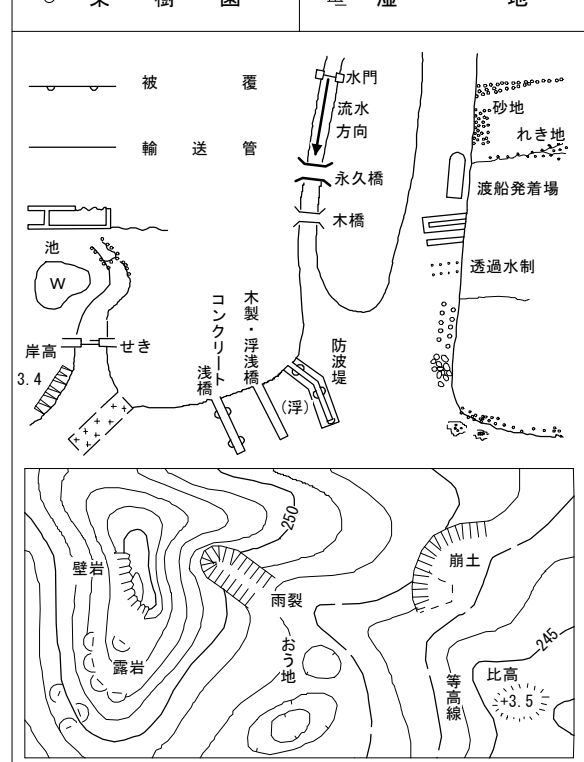 果樹園
湿地
被覆
輸送管
水門
流水
方向
永久橋
木橋
砂地
れき地
渡船発着場
透過水制
池
W
岸高
3.4
せき
コンクリート
浅橋
木製・浮浅橋
(浮)
防波堤
250
壁岩
雨裂
露岩
おう地
崩土
等高線
245
比高
+3.5